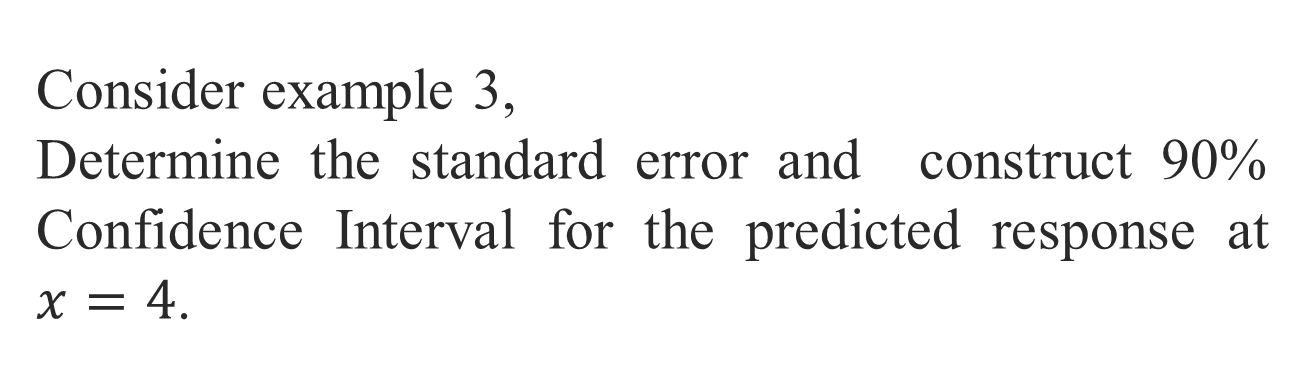 Consider example 3,
Determine the standard error and construct 90%
Confidence Interval for the predicted response at
𝑥 = 4.